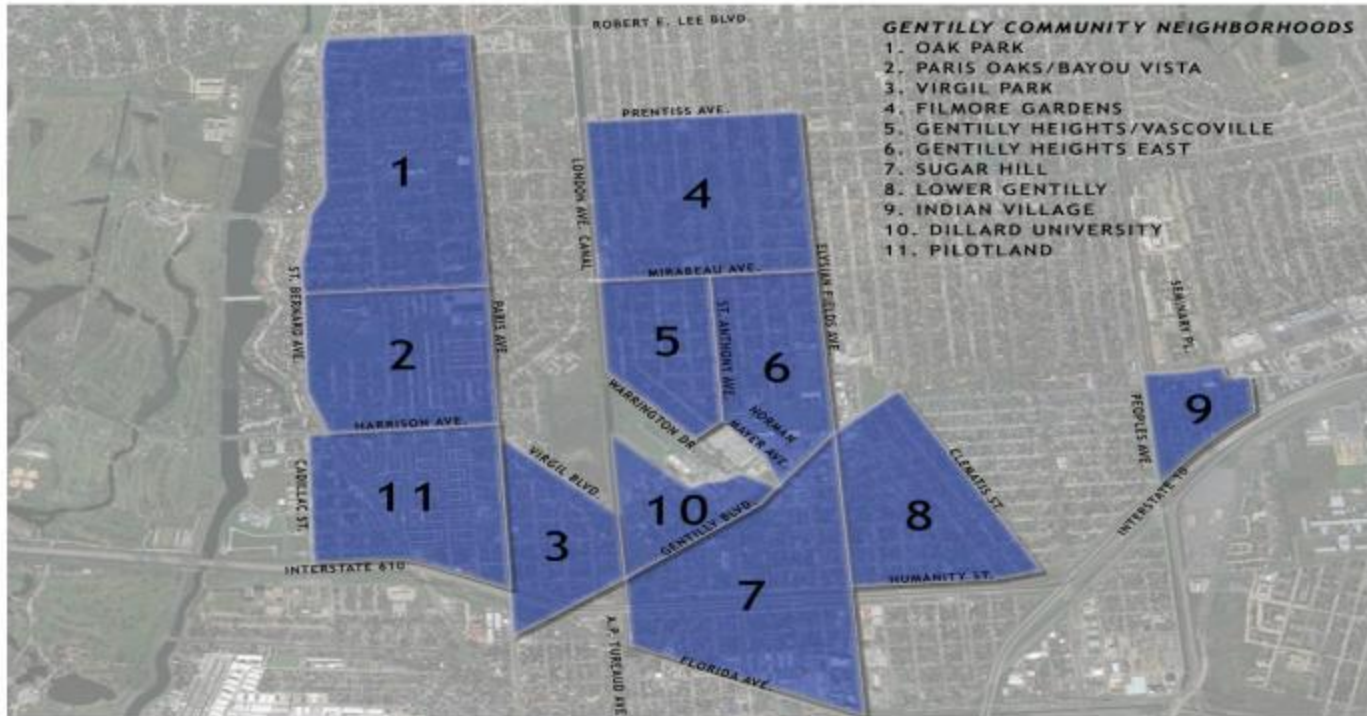 ROBERT E. LEE BLVD.
GENTILLY COMMUNITY NEIGHBORHOODS
1. OAK PARK
2. PARIS OAKS/BAYOU VISTA
3. VIRGIL PARK
4. FILMORE GARDENS
5. GENTILLY HEIGHTS/VASCOVILLE
6. GENTILLY HEIGHTS EAST
7. SUGAR HILL
8. LOWER GENTILLY
9. INDIAN VILLAGE
10. DILLARD UNIVERSITY
11. PILOTLAND
PRENTISS AVE.
1
4
LONDON AVE. CANAL
MIRABEAU AVE.
ELYSIAN FIELDS AVE.
ST. BERNARD AVE.
PARIS AVE.
ST. ANTHONY AVE.
SEMINARY PL.
2
5
6
9
PEOPLES AVE.
INTERSTATE 10
HARRISON AVE.
WARRINGTON DR
NORMAN
MAYER AVE.
CADILLAC ST.
11
VIRGIL BLVD.
10
GENTILLY BLVD.
CLEMATIS ST.
8
3
INTERSTATE 610
HUMANITY ST.
7
A.P. TUREAUD AVE
FLORIDA AVE.